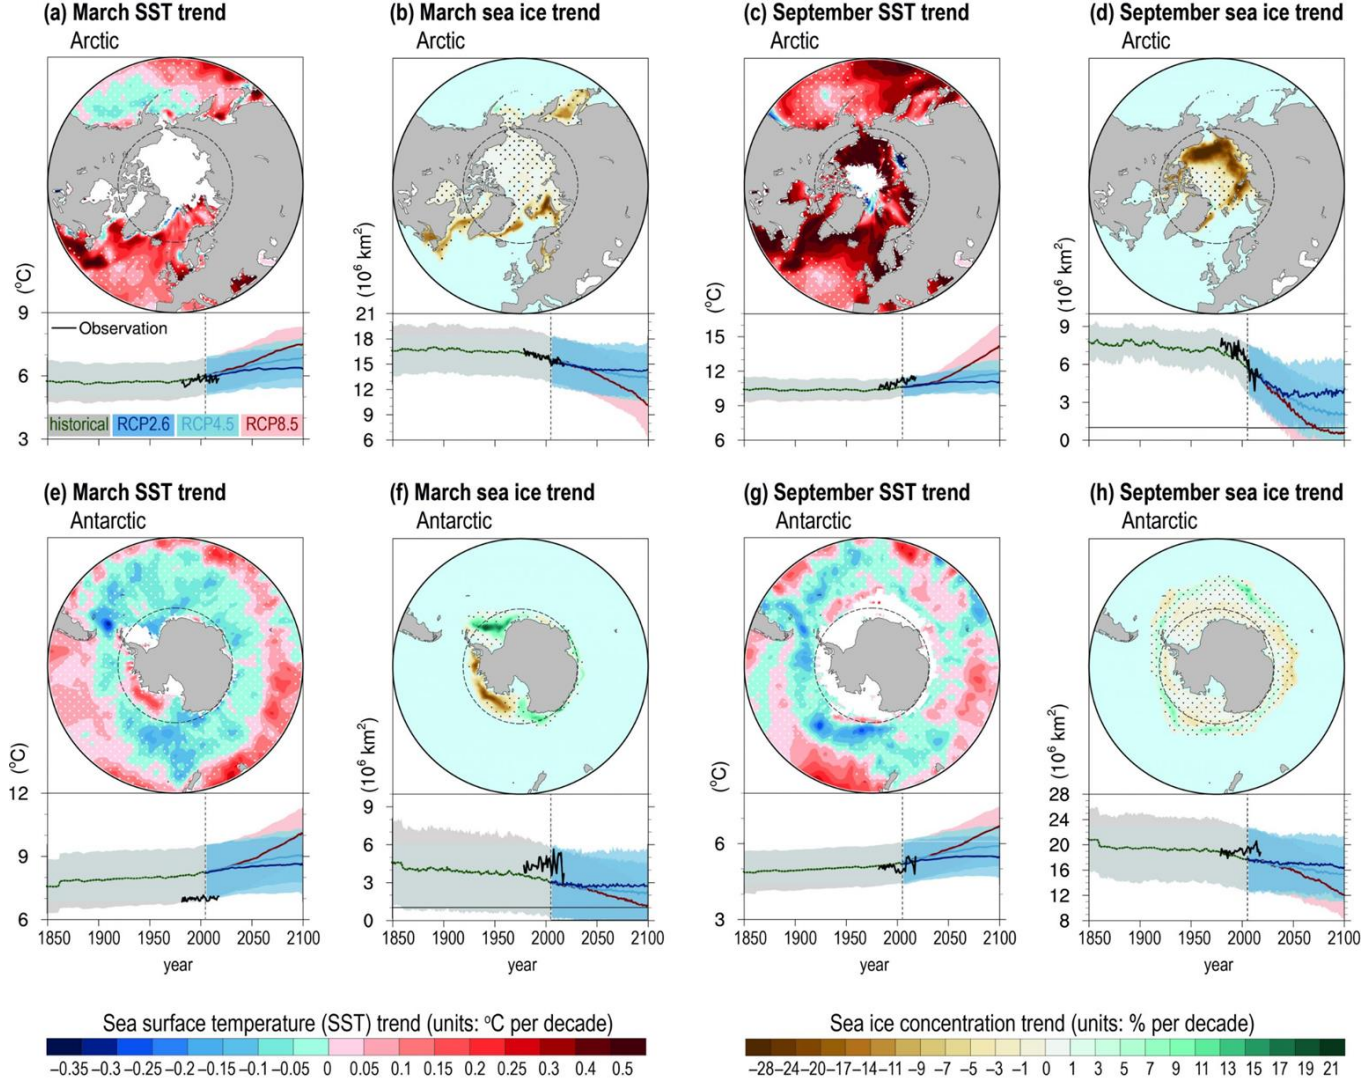 (a) March SST trend
Arctic
(b) March sea ice trend
Arctic
(c) September SST trend
Arctic
(d) September sea ice trend
Arctic
(°C)
9
6
3
Observation
historical
RCP2.6
RCP4.5
RCP8.5
(10⁶ km²)
21
18
15
12
9
6
(°C)
15
12
9
6
(10⁶ km²)
9
6
3
0
(e) March SST trend
Antarctic
(f) March sea ice trend
Antarctic
(g) September SST trend
Antarctic
(h) September sea ice trend
Antarctic
(°C)
12
9
6
1850 1900 1950 2000 2050 2100
year
(10⁶ km²)
9
6
3
0
1850 1900 1950 2000 2050 2100
year
(°C)
6
3
1850 1900 1950 2000 2050 2100
year
(10⁶ km²)
28
24
20
16
12
8
1850 1900 1950 2000 2050 2100
year
Sea surface temperature (SST) trend (units: °C per decade)
−0.35 −0.3 −0.25 −0.2 −0.15 −0.1 −0.05 0 0.05 0.1 0.15 0.2 0.25 0.3 0.4 0.5
Sea ice concentration trend (units: % per decade)
−28 −24 −20 −17 −14 −11 −9 −7 −5 −3 −1 0 1 3 5 7 9 11 13 15 17 19 21